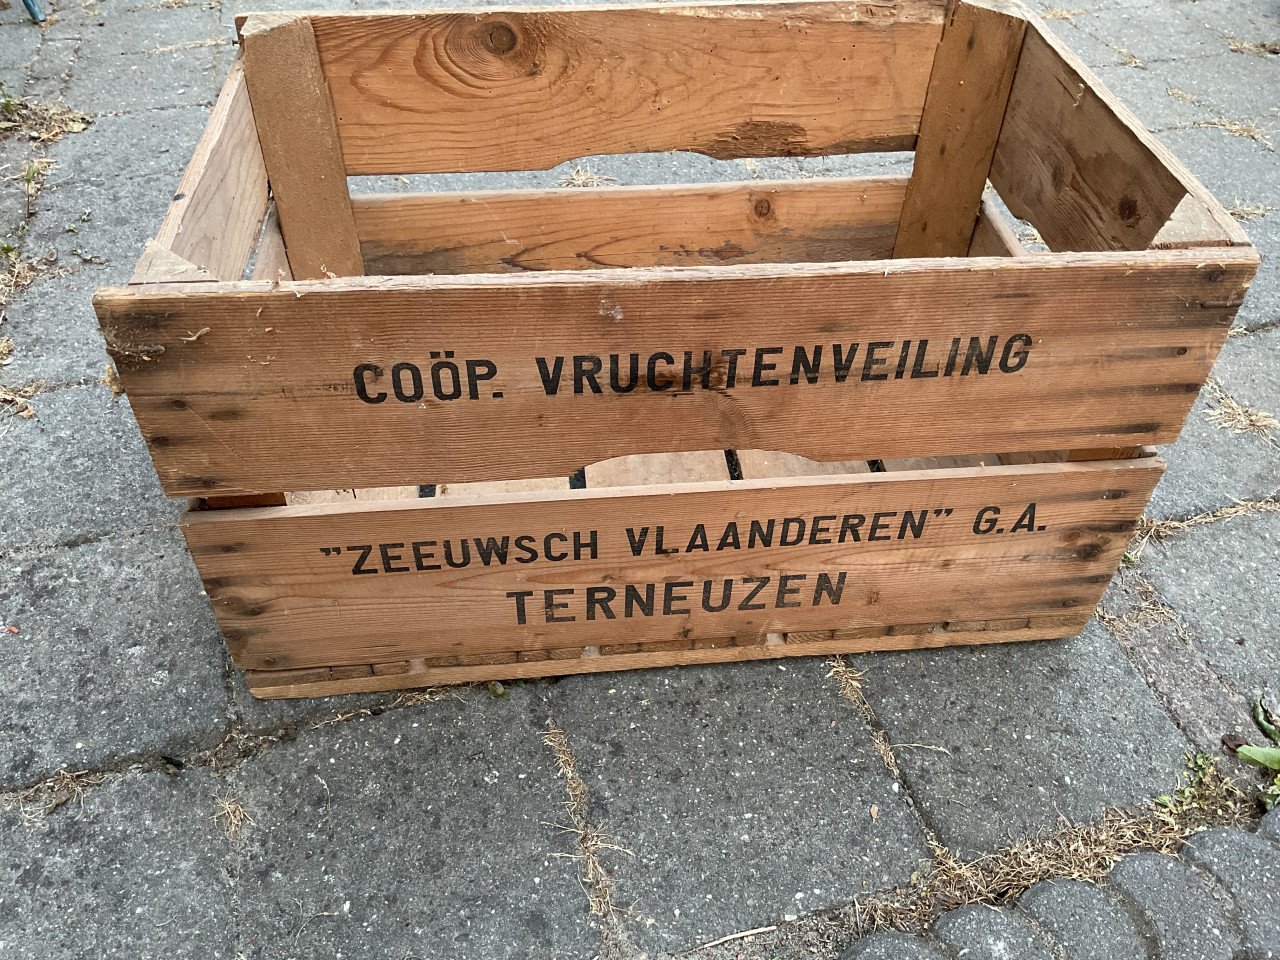 COÖP. VRUCHTENVEILING
"ZEEUWSCH VLAANDEREN" G.A.
TERNEUZEN